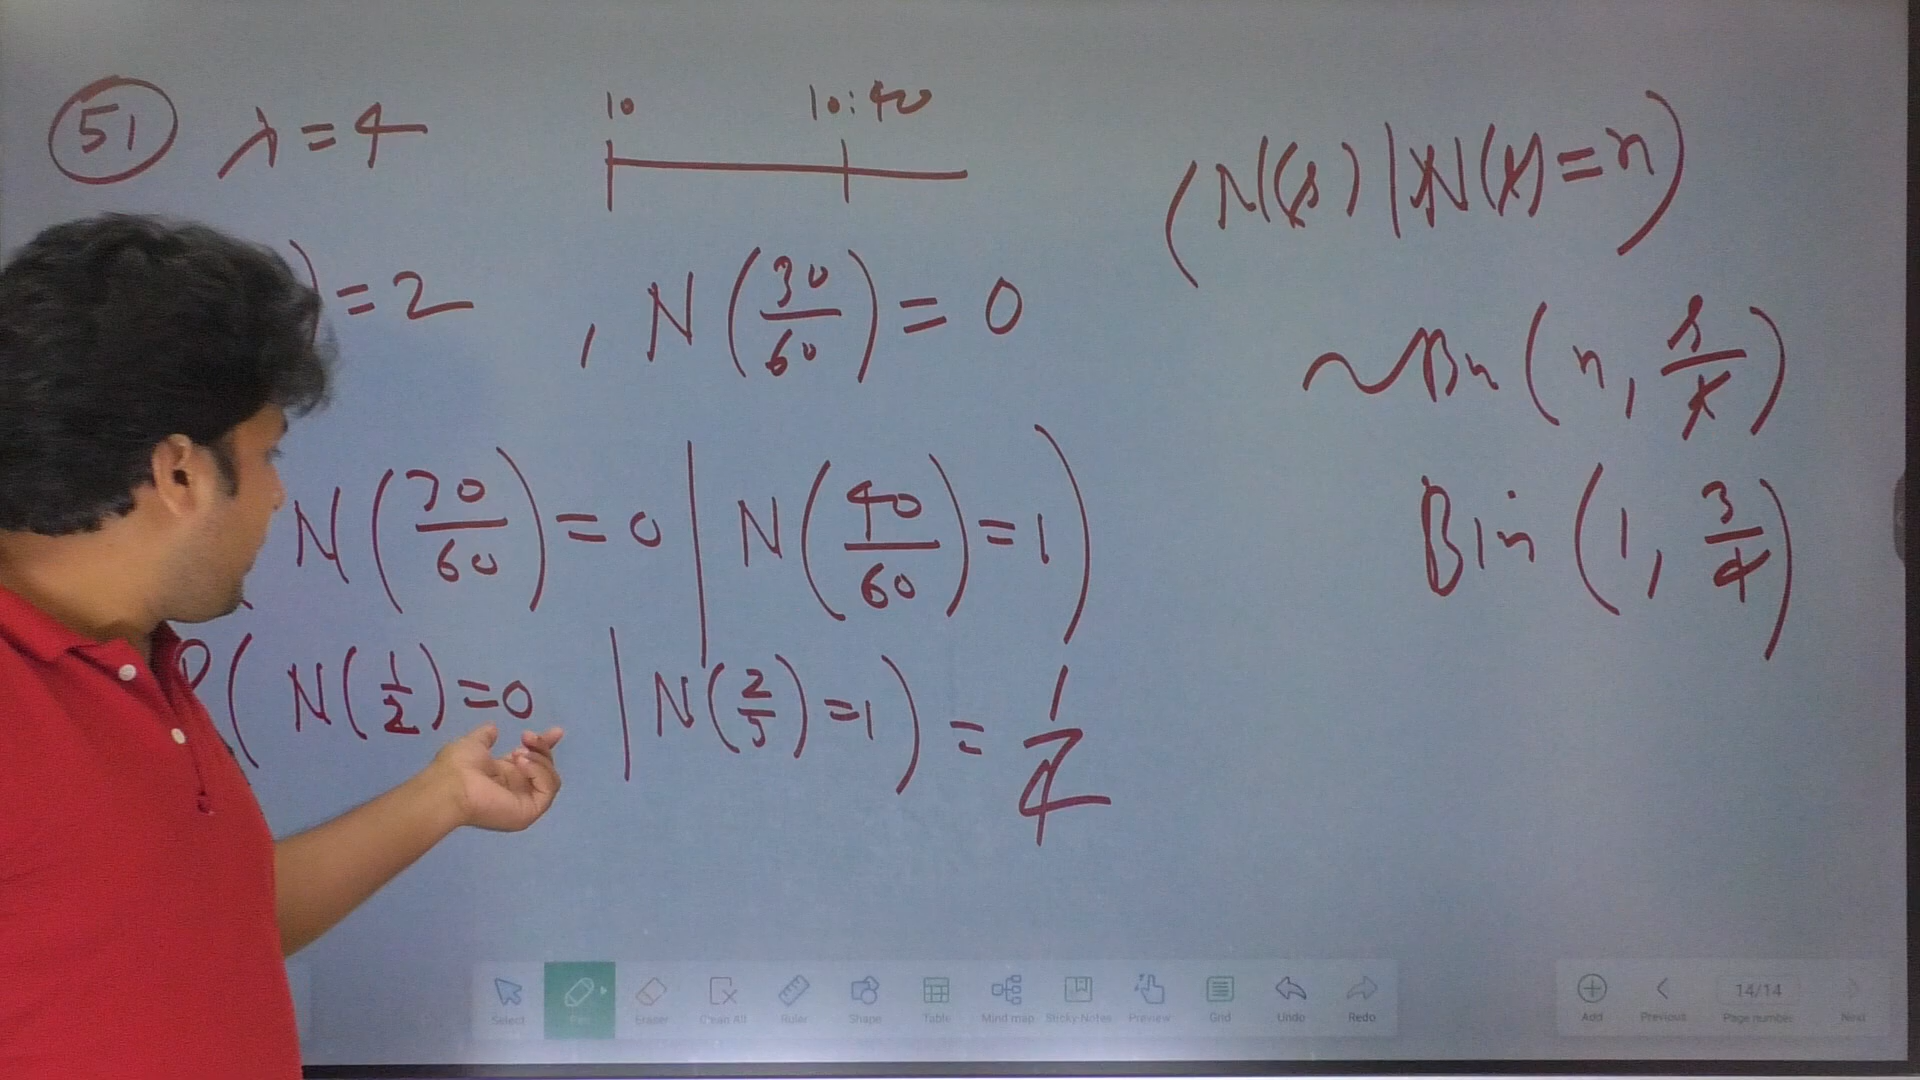 51 λ = 4
10 10:40
) = 2 , N(30/60) = 0
N(30/60) = 0 | N(40/60) = 1)
P(N(1/2) = 0 | N(2/3) = 1) = 1/4
(N(s) | N(t) = n)
~ Bin(n, s/t)
Bin(1, 3/4)
Select Pen Eraser Clean All Ruler Shape Table Mind map Sticky Notes Preview Grid Undo Redo
Add Previous 14/14 Page number Next